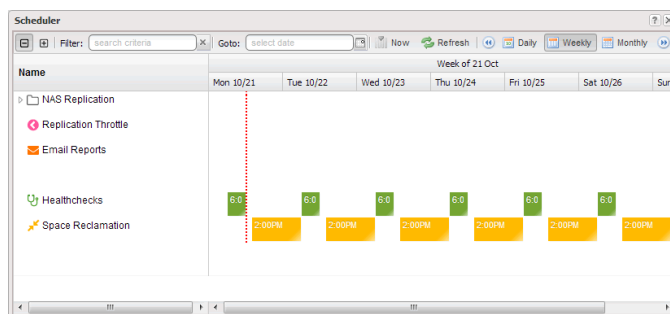 Scheduler
Filter: search criteria Goto: select date Now Refresh Daily Weekly Monthly
Name
Week of 21 Oct
Mon 10/21 Tue 10/22 Wed 10/23 Thu 10/24 Fri 10/25 Sat 10/26 Sur
NAS Replication
Replication Throttle
Email Reports
Healthchecks 6:0 6:0 6:0 6:0 6:0 6:0
Space Reclamation 2:00PM 2:00PM 2:00PM 2:00PM 2:00PM 2:00PM